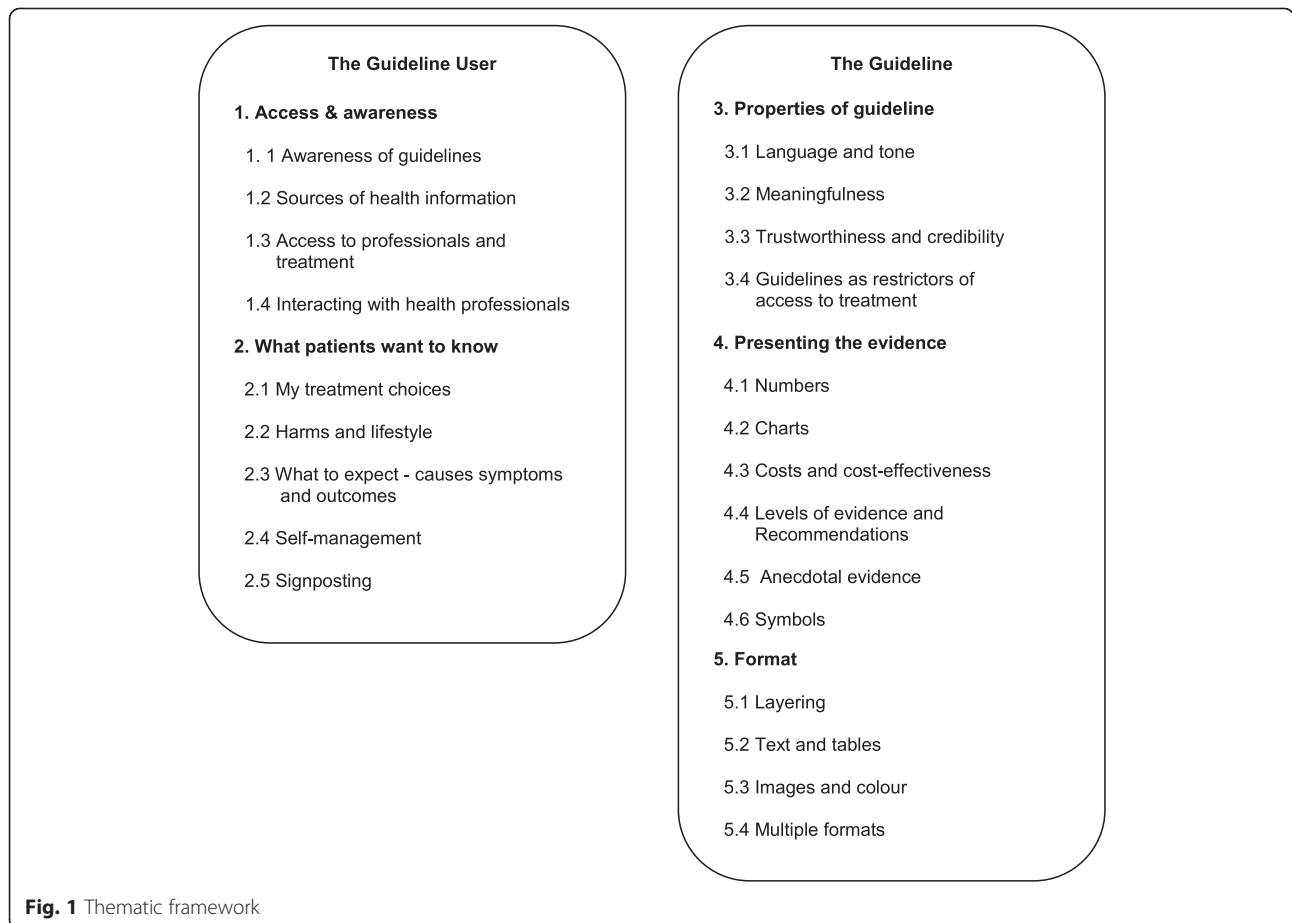 The Guideline User
1. Access & awareness
1. 1 Awareness of guidelines
1.2 Sources of health information
1.3 Access to professionals and
treatment
1.4 Interacting with health professionals
2. What patients want to know
2.1 My treatment choices
2.2 Harms and lifestyle
2.3 What to expect - causes symptoms
and outcomes
2.4 Self-management
2.5 Signposting
The Guideline
3. Properties of guideline
3.1 Language and tone
3.2 Meaningfulness
3.3 Trustworthiness and credibility
3.4 Guidelines as restrictors of
access to treatment
4. Presenting the evidence
4.1 Numbers
4.2 Charts
4.3 Costs and cost-effectiveness
4.4 Levels of evidence and
Recommendations
4.5 Anecdotal evidence
4.6 Symbols
5. Format
5.1 Layering
5.2 Text and tables
5.3 Images and colour
5.4 Multiple formats
Fig. 1 Thematic framework